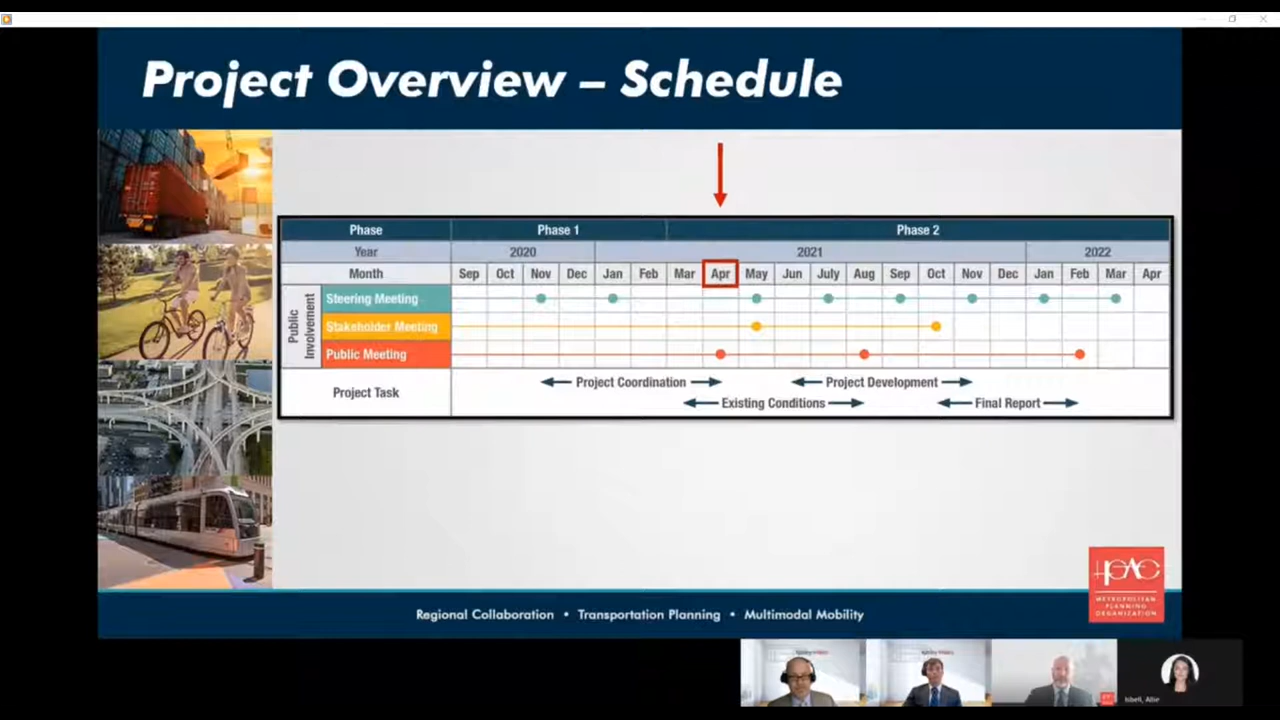 Project Overview – Schedule
Phase Phase 1 Phase 2
Year 2020 2021 2022
Month Sep Oct Nov Dec Jan Feb Mar Apr May Jun July Aug Sep Oct Nov Dec Jan Feb Mar Apr
Public Involvement
Steering Meeting
Stakeholder Meeting
Public Meeting
Project Task
Project Coordination Project Development
Existing Conditions Final Report
METROPOLITAN
PLANNING
ORGANIZATION
Regional Collaboration • Transportation Planning • Multimodal Mobility
Isbell, Allie